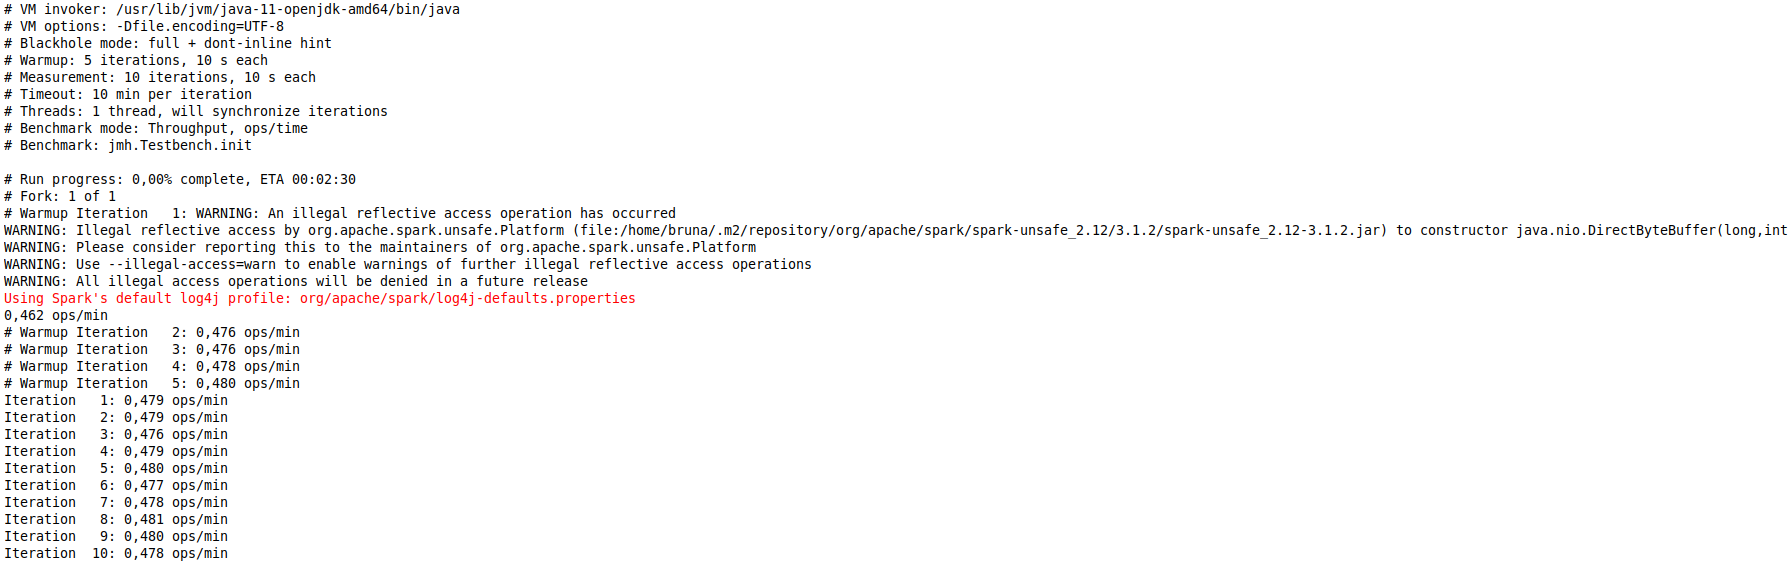 # VM invoker: /usr/lib/jvm/java-11-openjdk-amd64/bin/java
# VM options: -Dfile.encoding=UTF-8
# Blackhole mode: full + dont-inline hint
# Warmup: 5 iterations, 10 s each
# Measurement: 10 iterations, 10 s each
# Timeout: 10 min per iteration
# Threads: 1 thread, will synchronize iterations
# Benchmark mode: Throughput, ops/time
# Benchmark: jmh.Testbench.init

# Run progress: 0,00% complete, ETA 00:02:30
# Fork: 1 of 1
# Warmup Iteration   1: WARNING: An illegal reflective access operation has occurred
WARNING: Illegal reflective access by org.apache.spark.unsafe.Platform (file:/home/bruna/.m2/repository/org/apache/spark/spark-unsafe_2.12/3.1.2/spark-unsafe_2.12-3.1.2.jar) to constructor java.nio.DirectByteBuffer(long,int
WARNING: Please consider reporting this to the maintainers of org.apache.spark.unsafe.Platform
WARNING: Use --illegal-access=warn to enable warnings of further illegal reflective access operations
WARNING: All illegal access operations will be denied in a future release
Using Spark's default log4j profile: org/apache/spark/log4j-defaults.properties
0,462 ops/min
# Warmup Iteration   2: 0,476 ops/min
# Warmup Iteration   3: 0,476 ops/min
# Warmup Iteration   4: 0,478 ops/min
# Warmup Iteration   5: 0,480 ops/min
Iteration   1: 0,479 ops/min
Iteration   2: 0,479 ops/min
Iteration   3: 0,476 ops/min
Iteration   4: 0,479 ops/min
Iteration   5: 0,480 ops/min
Iteration   6: 0,477 ops/min
Iteration   7: 0,478 ops/min
Iteration   8: 0,481 ops/min
Iteration   9: 0,480 ops/min
Iteration  10: 0,478 ops/min